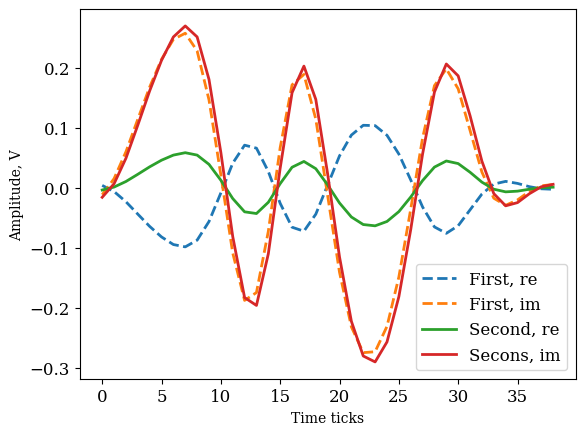 0.2
0.1
0.0
−0.1
−0.2
−0.3
Amplitude, V
First, re
First, im
Second, re
Secons, im
0 5 10 15 20 25 30 35
Time ticks